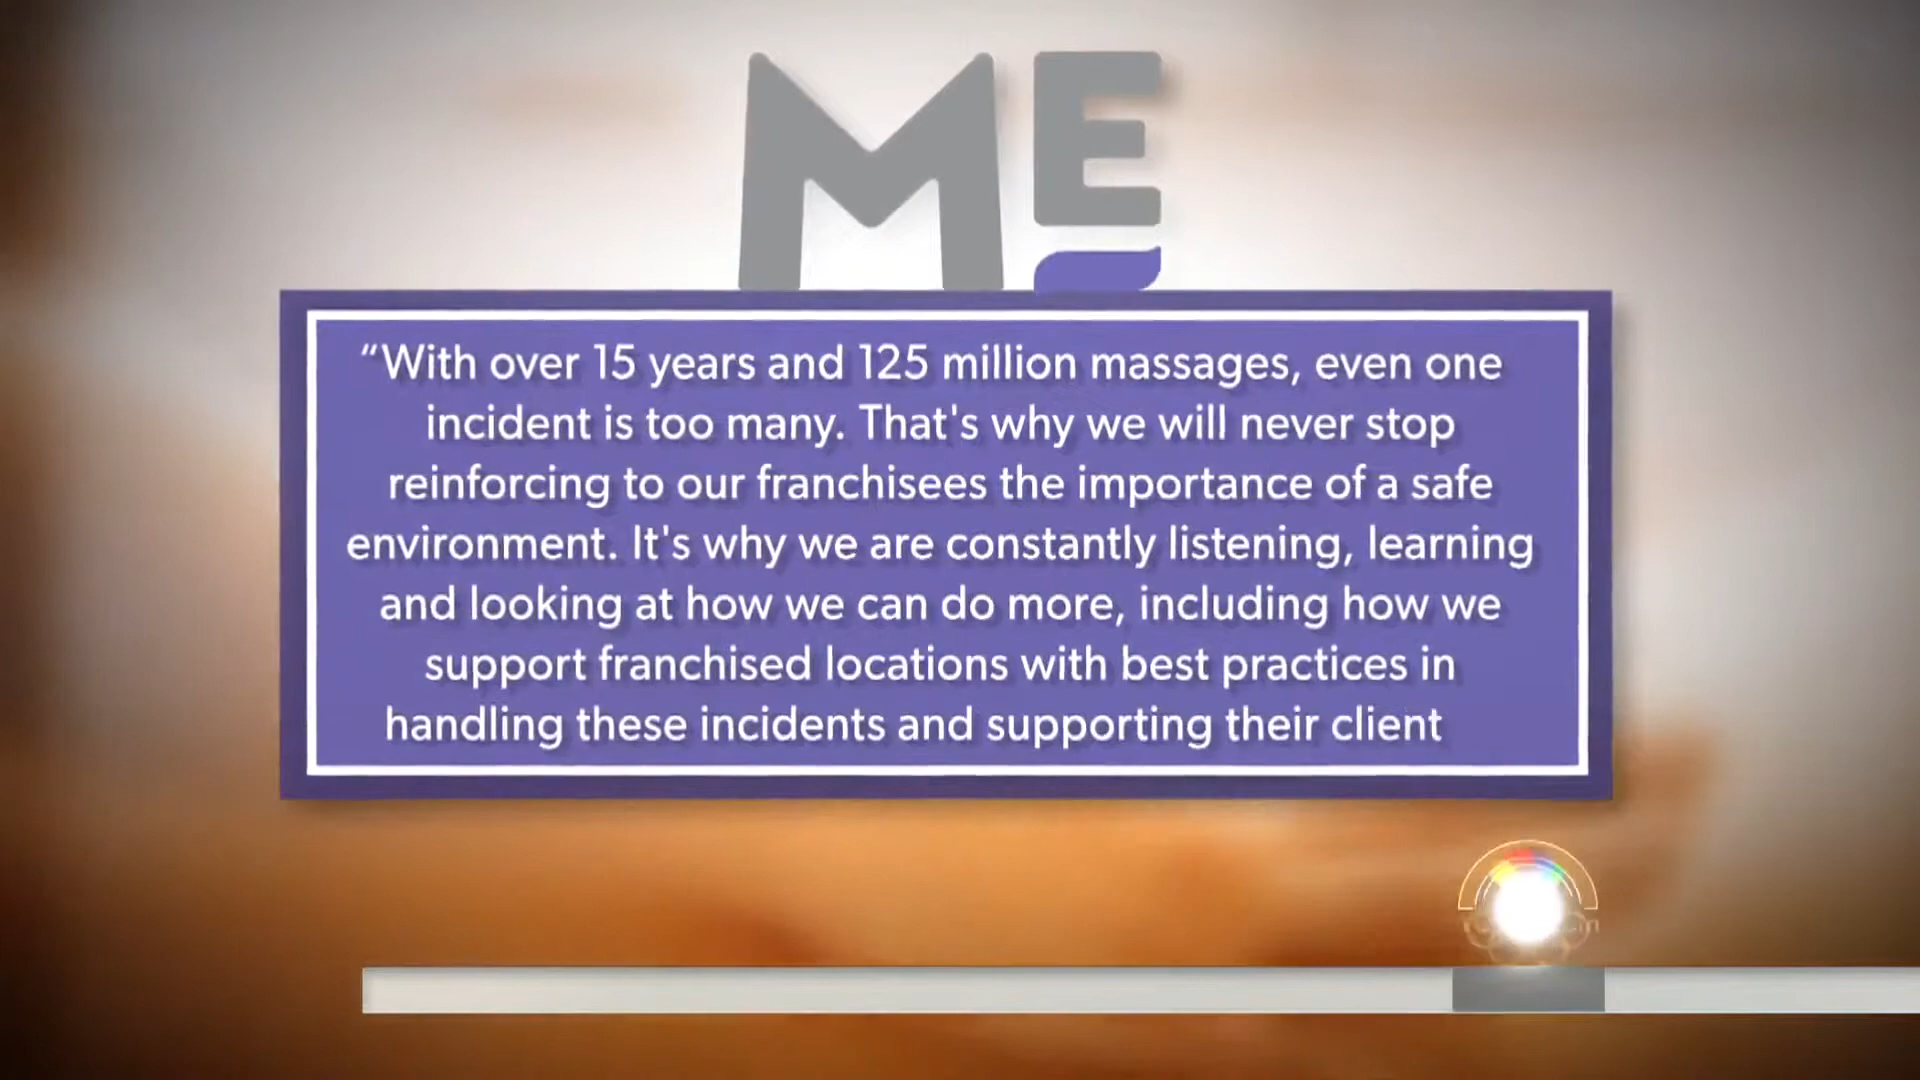 ME
“With over 15 years and 125 million massages, even one
incident is too many. That's why we will never stop
reinforcing to our franchisees the importance of a safe
environment. It's why we are constantly listening, learning
and looking at how we can do more, including how we
support franchised locations with best practices in
handling these incidents and supporting their client